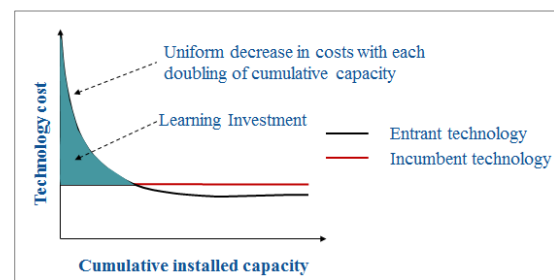 Uniform decrease in costs with each
doubling of cumulative capacity
Learning Investment
Entrant technology
Incumbent technology
Technology cost
Cumulative installed capacity